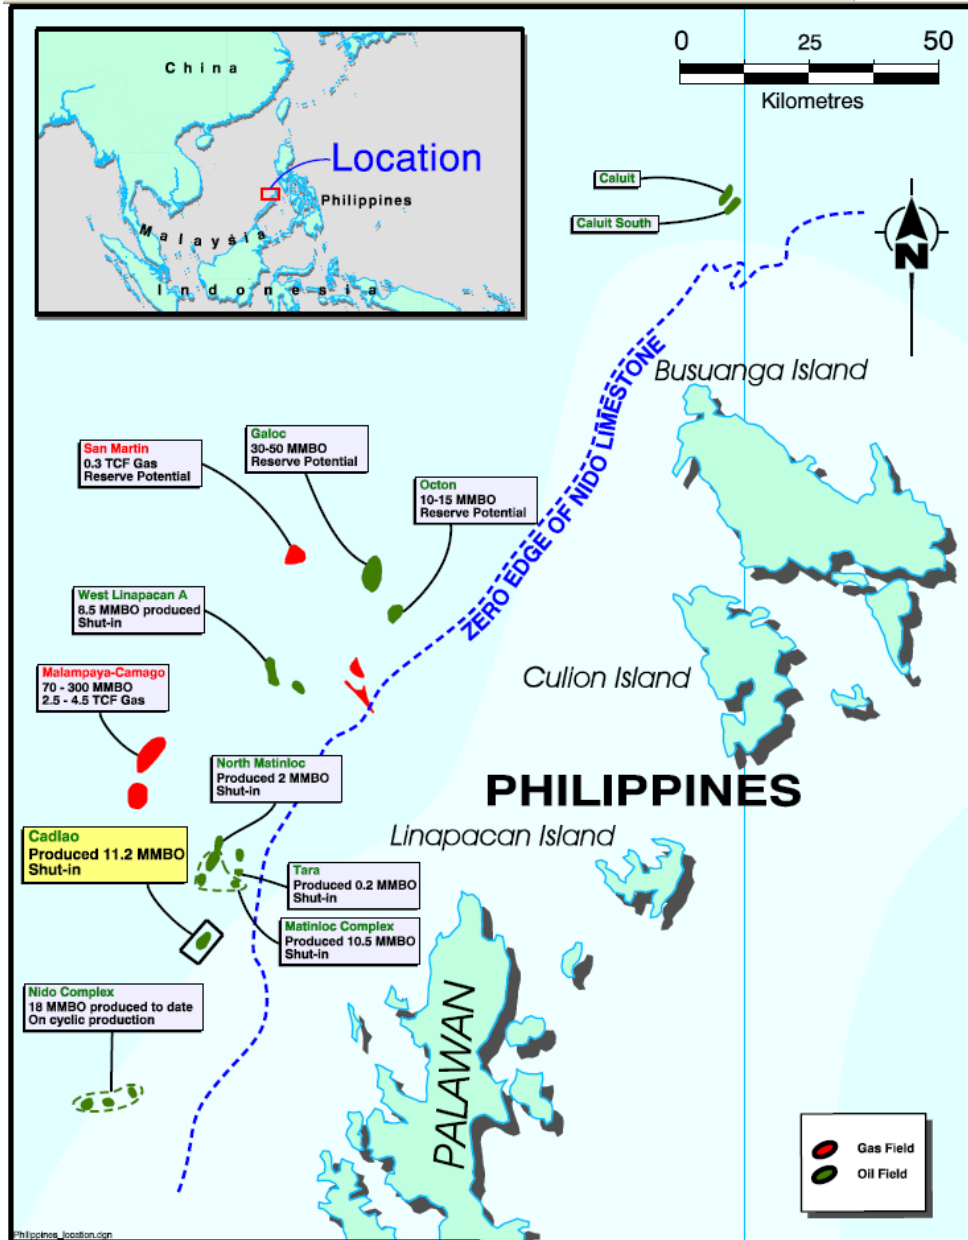 China
Location
Philippines
Malaysia
Indonesia
0 25 50
Kilometres
Caluit
Caluit South
N
Busuanga Island
ZERO EDGE OF NIDO LIMESTONE
San Martin
0.3 TCF Gas
Reserve Potential
Galoc
30-50 MMBO
Reserve Potential
Octon
10-15 MMBO
Reserve Potential
West Linapacan A
8.5 MMBO produced
Shut-in
Malampaya-Camago
70 - 300 MMBO
2.5 - 4.5 TCF Gas
Culion Island
North Matinloc
Produced 2 MMBO
Shut-in
PHILIPPINES
Linapacan Island
Cadlao
Produced 11.2 MMBO
Shut-in
Tara
Produced 0.2 MMBO
Shut-in
Matinloc Complex
Produced 10.5 MMBO
Shut-in
Nido Complex
18 MMBO produced to date
On cyclic production
PALAWAN
Gas Field
Oil Field
Philippines_location.dgn